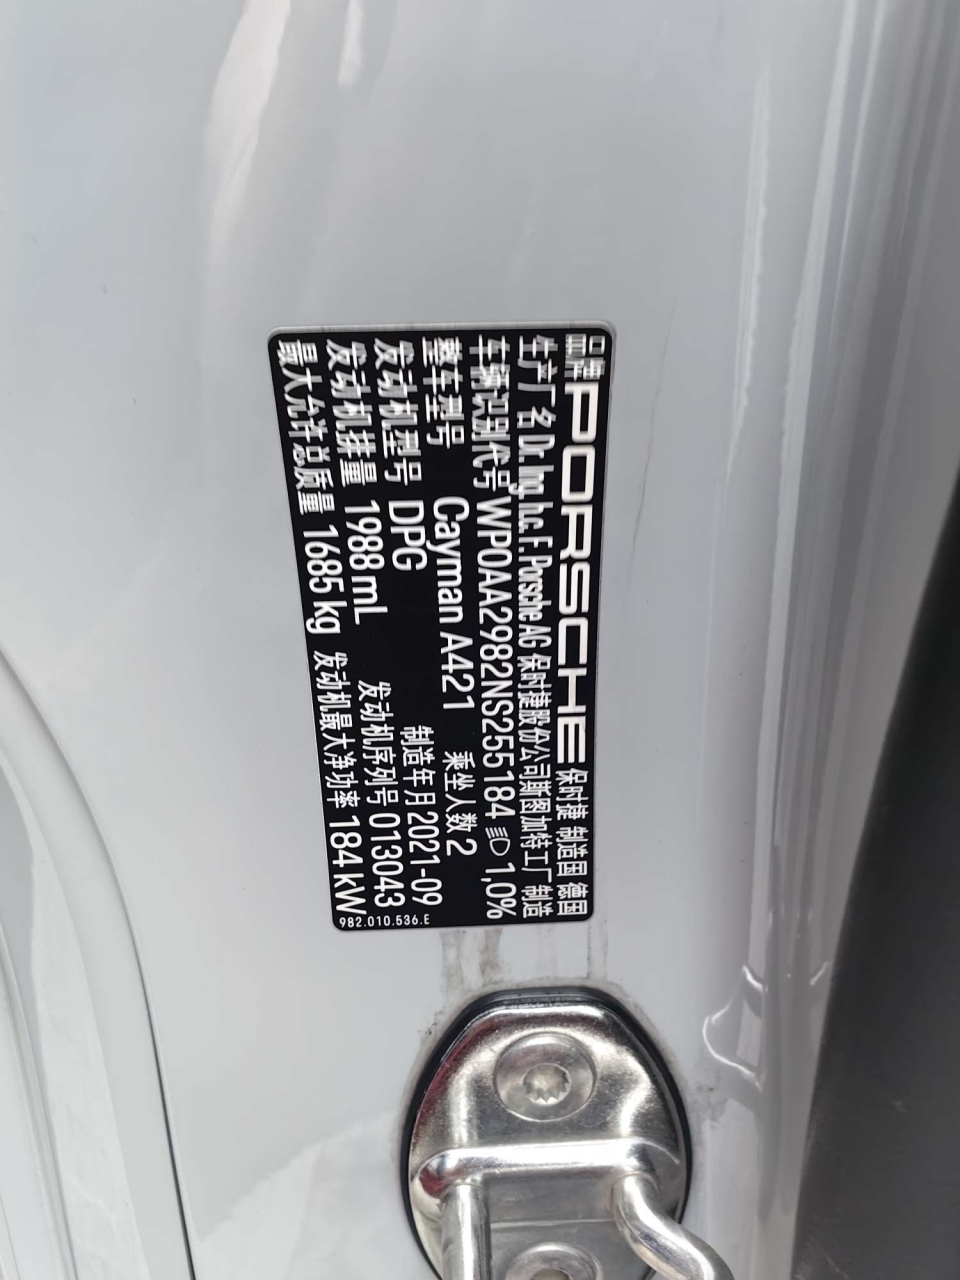 品牌 PORSCHE 保时捷 制造国 德国
生产厂名 Dr. Ing. h.c. F. Porsche AG 保时捷股份公司斯图加特工厂制造
车辆识别代号 WP0AA2982NS255184 1,0%
整车型号 Cayman A421 乘坐人数 2
发动机型号 DPG 制造年月 2021-09
发动机排量 1988 mL 发动机序列号 013043
最大允许总质量 1685 kg 发动机最大净功率 184 kW
982.010.536.E